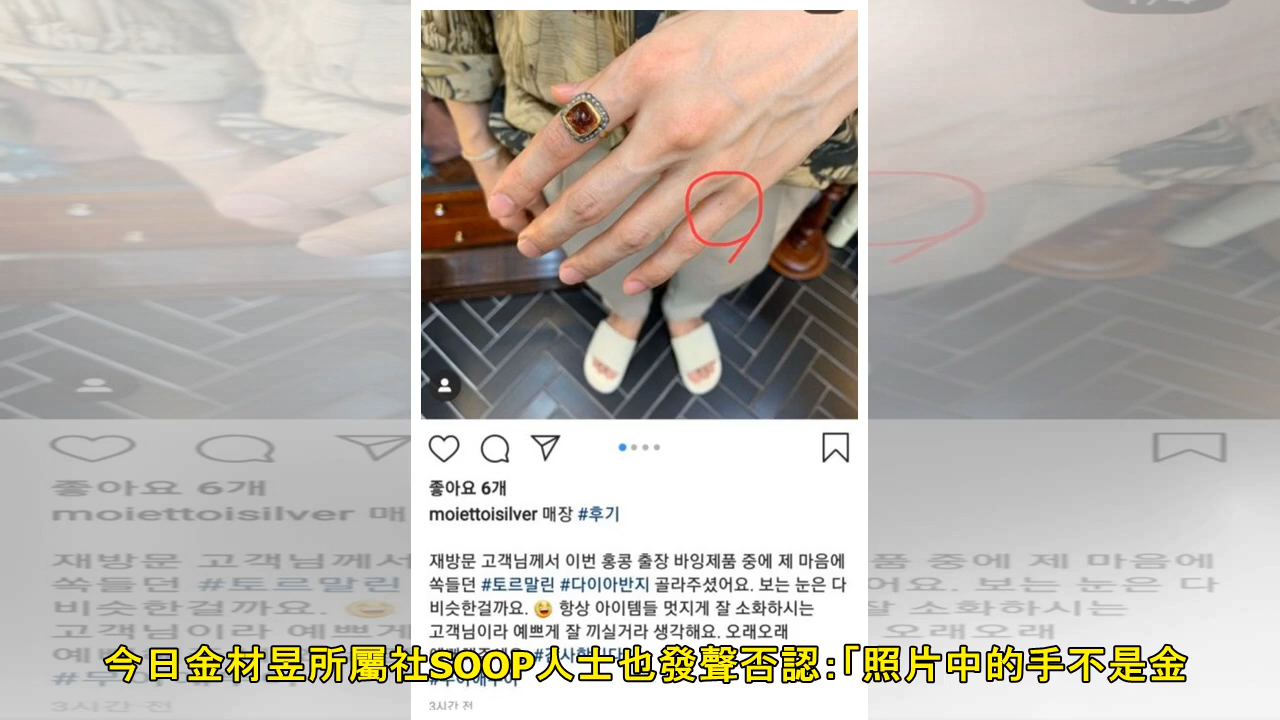 좋아요 6개
moiettoisilver 매장 #후기
재방문 고객님께서 이번 홍콩 출장 바잉제품 중에 제 마음에
쏙들던 #토르말린 #다이아반지 골라주셨어요. 보는 눈은 다
비슷한걸까요. 😄 항상 아이템들 멋지게 잘 소화하시는
고객님이라 예쁘게 잘 끼실거라 생각해요. 오래오래
今日金材昱所屬社SOOP人士也發聲否認:「照片中的手不是金
3시간 전